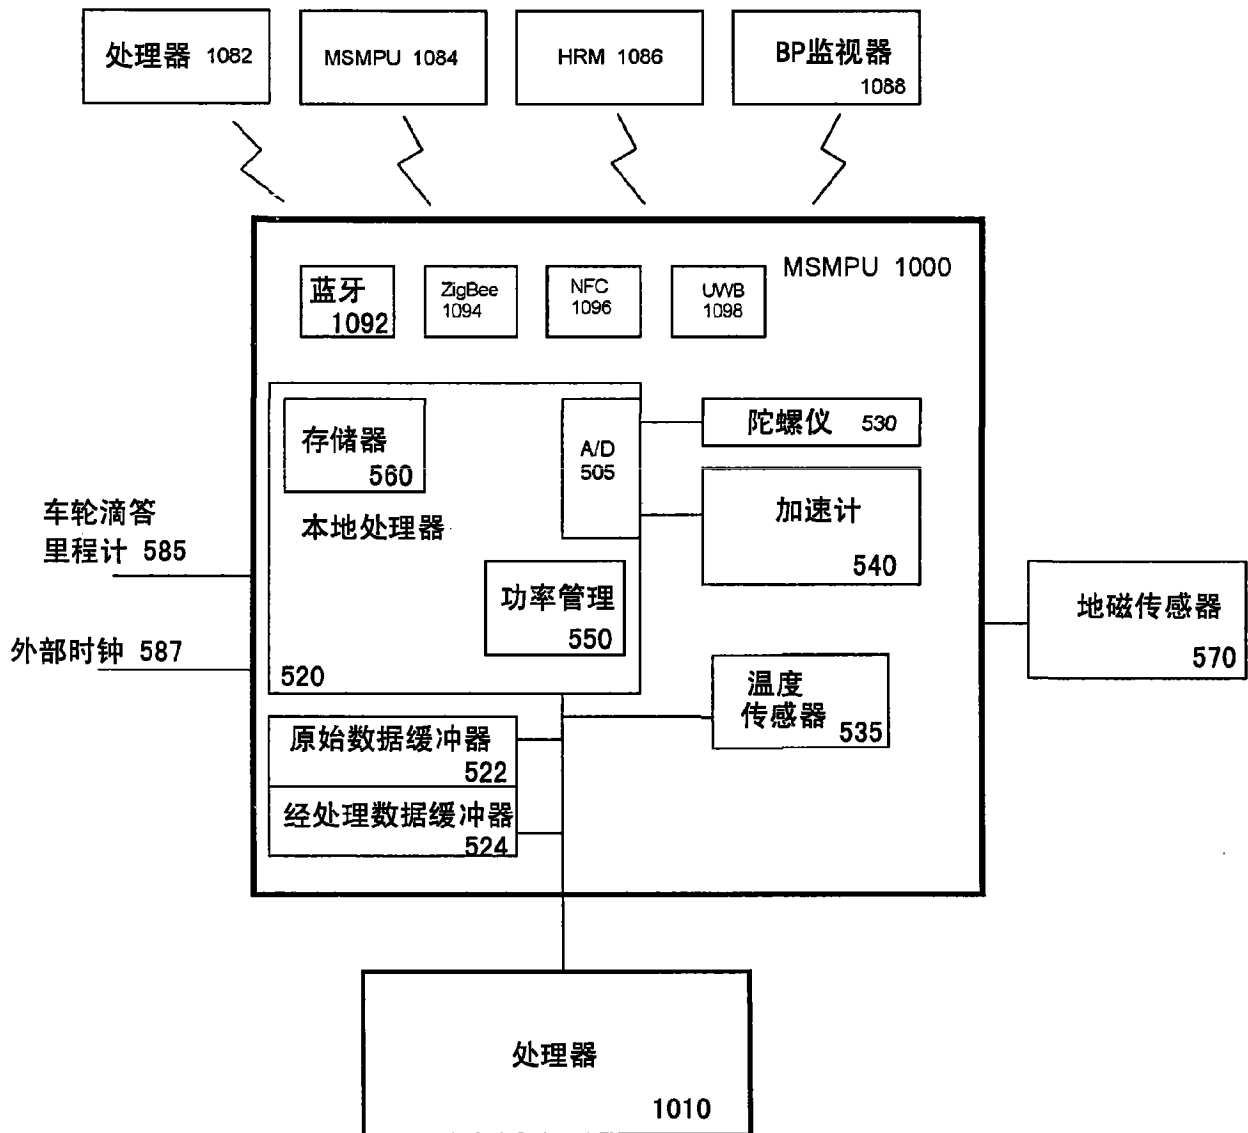 处理器 1082
MSMPU 1084
HRM 1086
BP监视器
1088
MSMPU 1000
蓝牙
1092
ZigBee
1094
NFC
1096
UWB
1098
存储器
560
A/D
505
陀螺仪 530
加速计
540
本地处理器
功率管理
550
520
车轮滴答
里程计 585
外部时钟 587
地磁传感器
570
温度
传感器
535
原始数据缓冲器
522
经处理数据缓冲器
524
处理器
1010